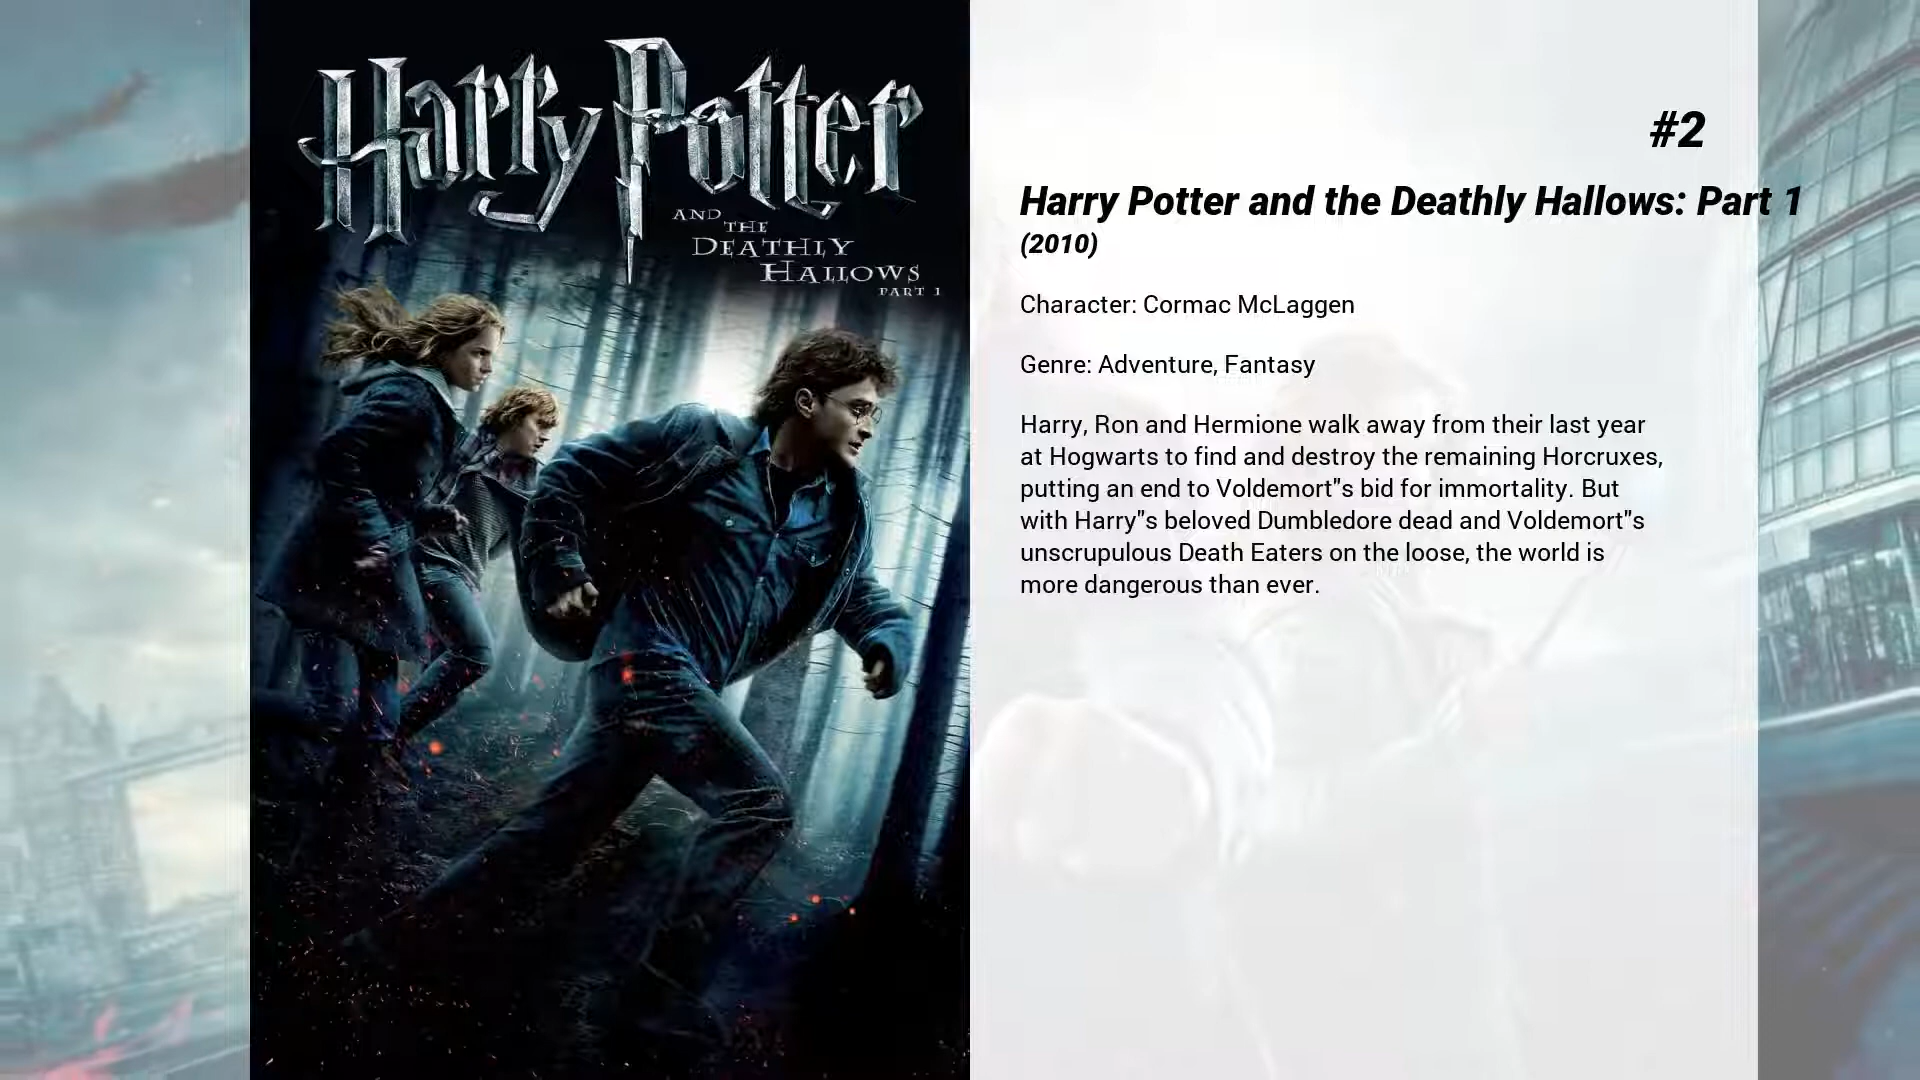 Harry Potter
AND
THE
DEATHLY
HALLOWS
PART 1
#2
Harry Potter and the Deathly Hallows: Part 1
(2010)
Character: Cormac McLaggen
Genre: Adventure, Fantasy
Harry, Ron and Hermione walk away from their last year
at Hogwarts to find and destroy the remaining Horcruxes,
putting an end to Voldemort"s bid for immortality. But
with Harry"s beloved Dumbledore dead and Voldemort"s
unscrupulous Death Eaters on the loose, the world is
more dangerous than ever.